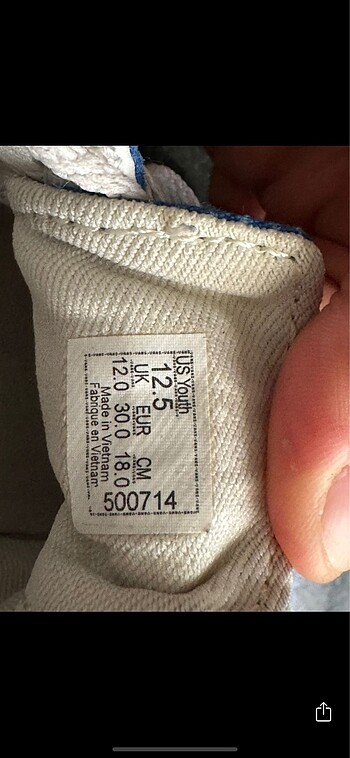 US Youth
12.5
UK EUR CM
12.0 30.0 18.0
Made in Vietnam
Fabriqué en Vietnam
500714